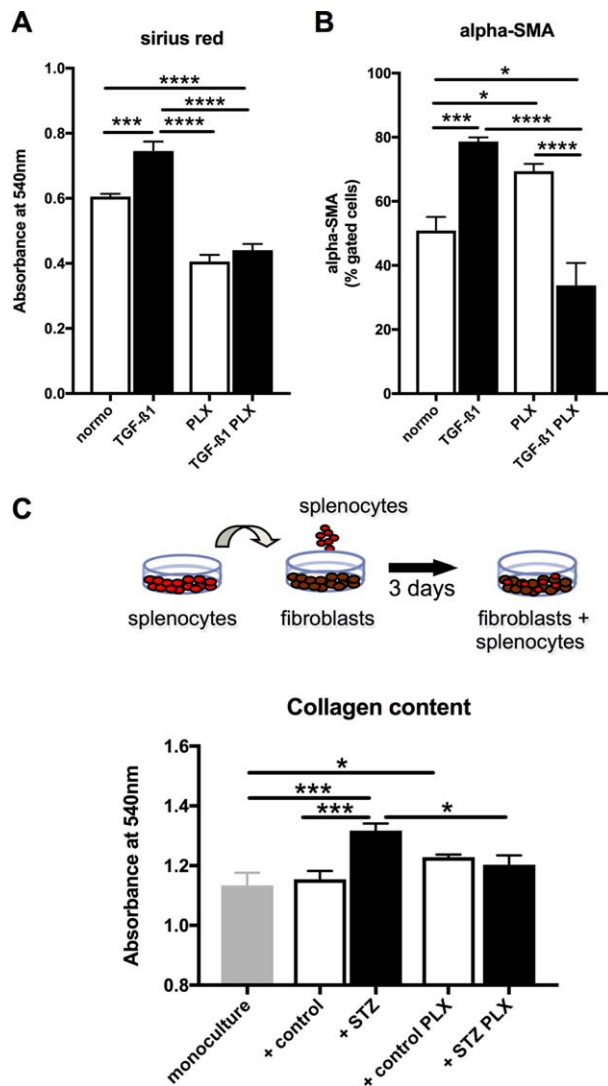 A
sirius red
****
****
***
****
Absorbance at 540nm
0.8
0.6
0.4
0.2
0.0
normo
TGF-ß1
PLX
TGF-ß1 PLX
B
alpha-SMA
*
*
***
****
****
alpha-SMA
(% gated cells)
100
80
60
40
20
0
normo
TGF-ß1
PLX
TGF-ß1 PLX
C
splenocytes
splenocytes
fibroblasts
3 days
fibroblasts +
splenocytes
Collagen content
*
***
***
*
Absorbance at 540nm
1.6
1.4
1.2
1.0
0.8
monoculture
+ control
+ STZ
+ control PLX
+ STZ PLX